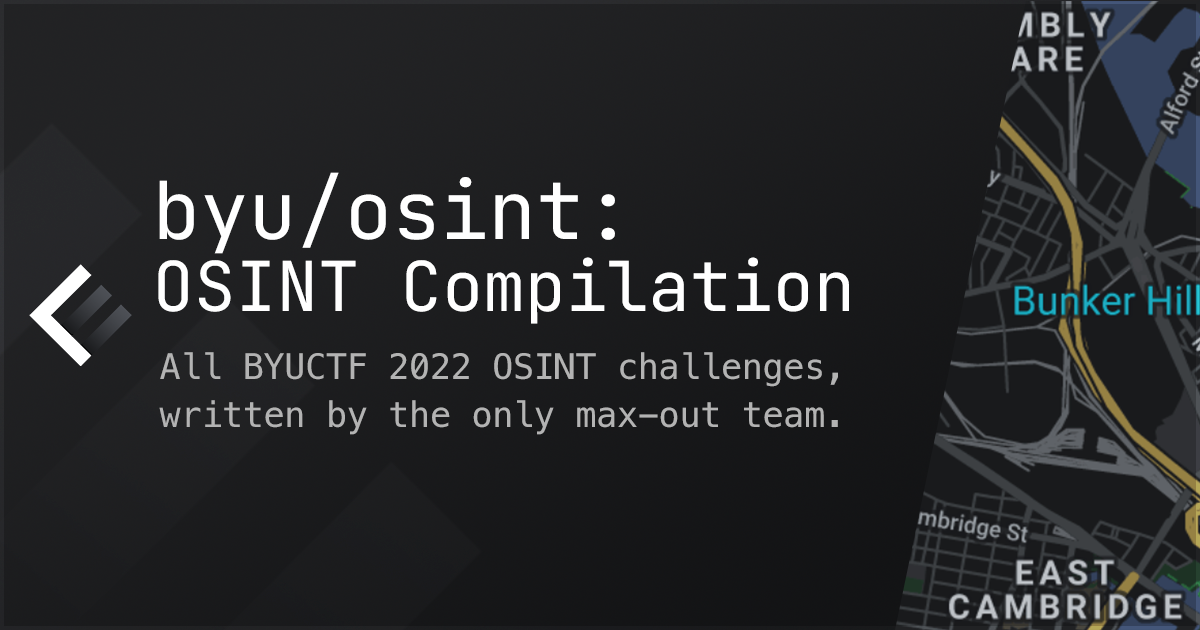 byu/osint:
OSINT Compilation
All BYUCTF 2022 OSINT challenges,
written by the only max-out team.
MBLY
ARE
Alford S
y
Bunker Hill
mbridge St
EAST
CAMBRIDGE